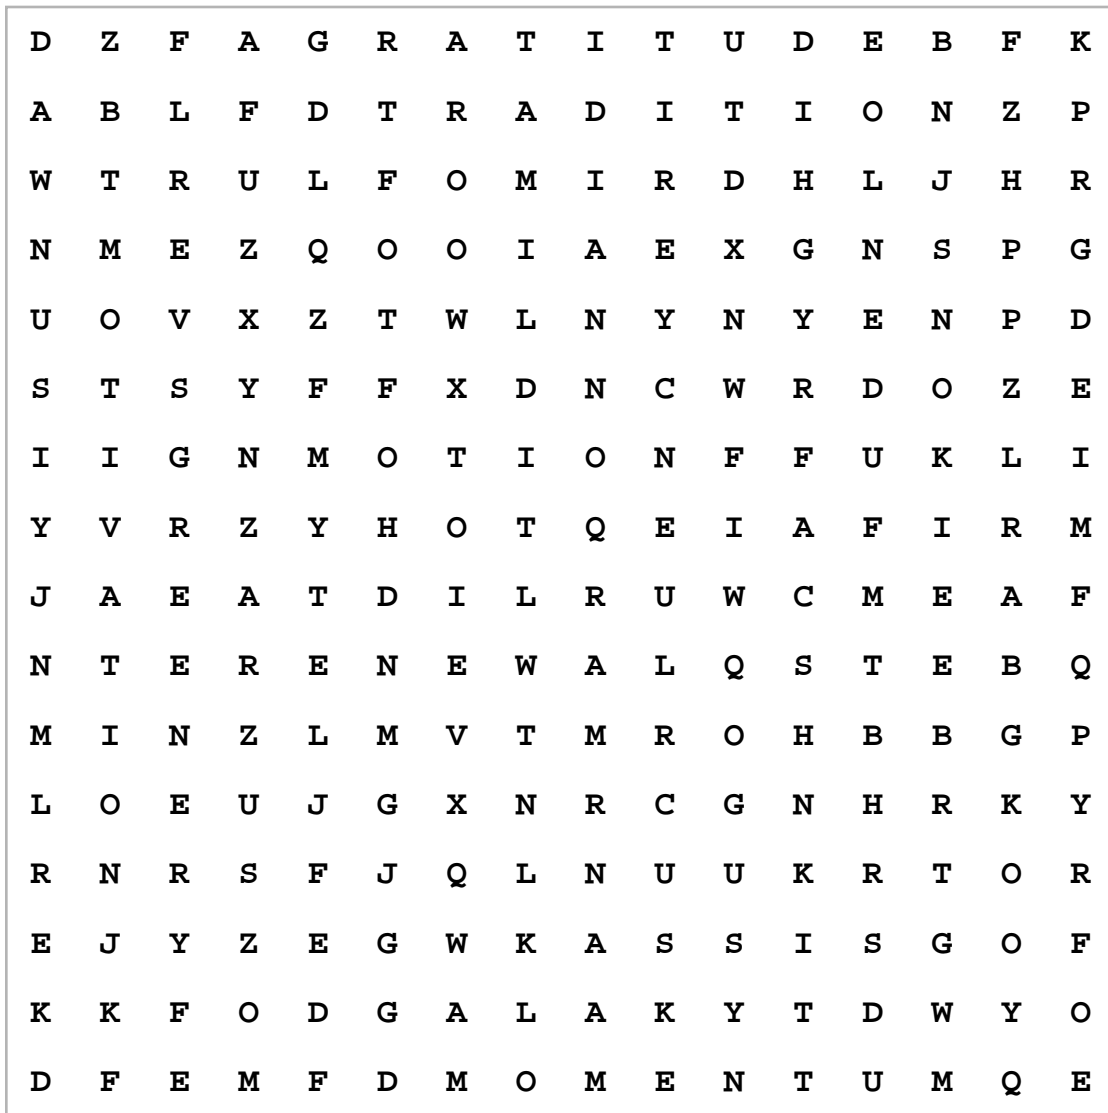 D Z F A G R A T I T U D E B F K
A B L F D T R A D I T I O N Z P
W T R U L F O M I R D H L J H R
N M E Z Q O O I A E X G N S P G
U O V X Z T W L N Y N Y E N P D
S T S Y F F X D N C W R D O Z E
I I G N M O T I O N F F U K L I
Y V R Z Y H O T Q E I A F I R M
J A E A T D I L R U W C M E A F
N T E R E N E W A L Q S T E B Q
M I N Z L M V T M R O H B B G P
L O E U J G X N R C G N H R K Y
R N R S F J Q L N U U K R T O R
E J Y Z E G W K A S S I S G O F
K K F O D G A L A K Y T D W Y O
D F E M F D M O M E N T U M Q E